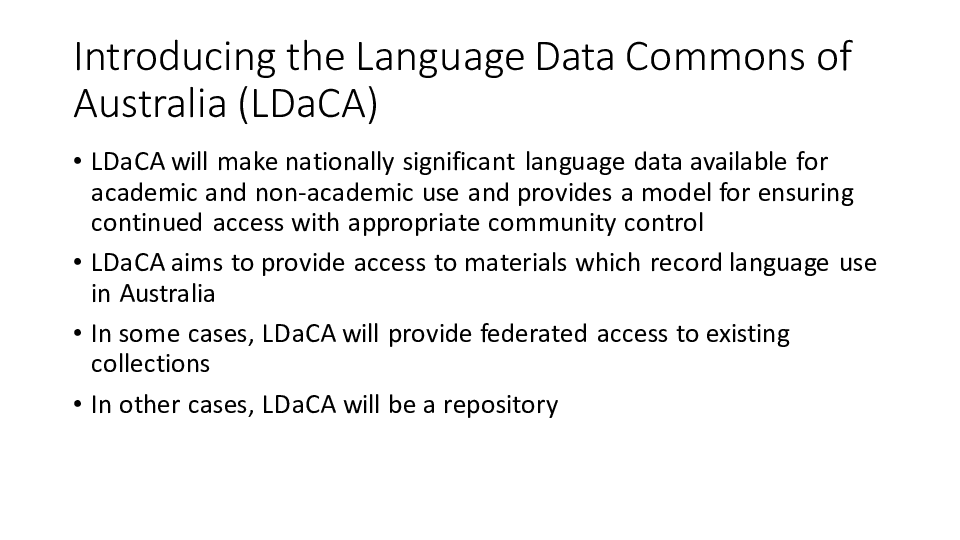 Introducing the Language Data Commons of
Australia (LDaCA)
• LDaCA will make nationally significant language data available for
academic and non-academic use and provides a model for ensuring
continued access with appropriate community control
• LDaCA aims to provide access to materials which record language use
in Australia
• In some cases, LDaCA will provide federated access to existing
collections
• In other cases, LDaCA will be a repository